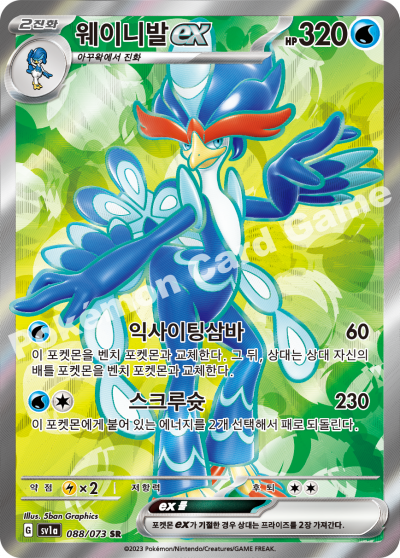 2진화
웨이니발 ex
HP 320
아꾸왁에서 진화
Pokémon Card Game
익사이팅삼바 60
이 포켓몬을 벤치 포켓몬과 교체한다. 그 뒤, 상대는 상대 자신의
배틀 포켓몬을 벤치 포켓몬과 교체한다.
스크루슛 230
이 포켓몬에게 붙어 있는 에너지를 2개 선택해서 패로 되돌린다.
약점 ×2 저항력 후퇴
ex 룰
포켓몬 ex가 기절한 경우 상대는 프라이즈를 2장 가져간다.
Illus. 5ban Graphics
G sv1a 088/073 SR
©2023 Pokémon/Nintendo/Creatures/GAME FREAK.